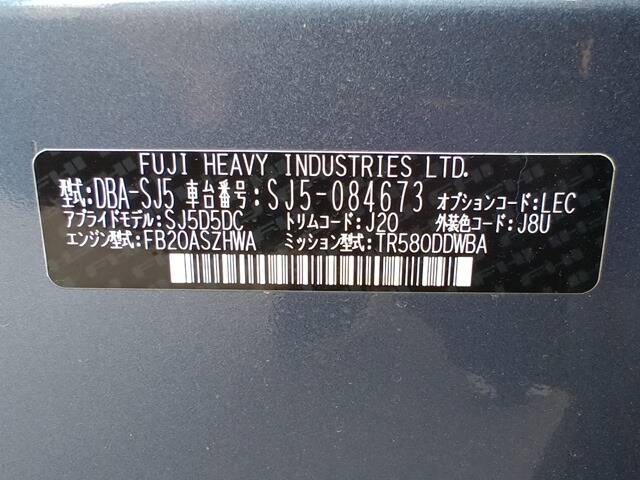 FUJI HEAVY INDUSTRIES LTD.
型式:DBA-SJ5 車台番号:SJ5-084673 オプションコード:LEC
アプライドモデル:SJ5D5DC トリムコード:J20 外装色コード:J8U
エンジン型式:FB20ASZHWA ミッション型式:TR580DDWBA